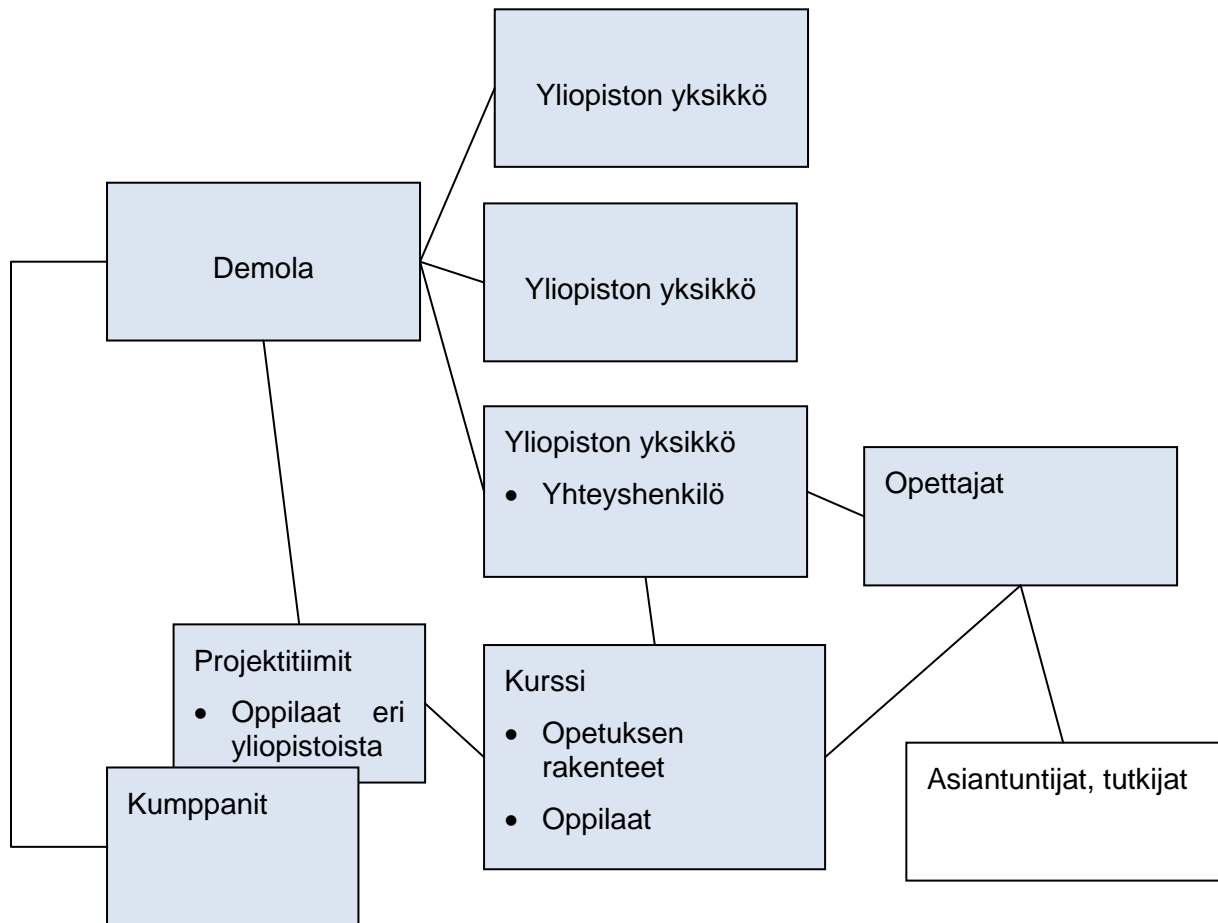 Yliopiston yksikkö
Demola
Yliopiston yksikkö
Yliopiston yksikkö
• Yhteyshenkilö
Opettajat
Projektitiimit
• Oppilaat eri
yliopistoista
Kumppanit
Kurssi
• Opetuksen
rakenteet
• Oppilaat
Asiantuntijat, tutkijat